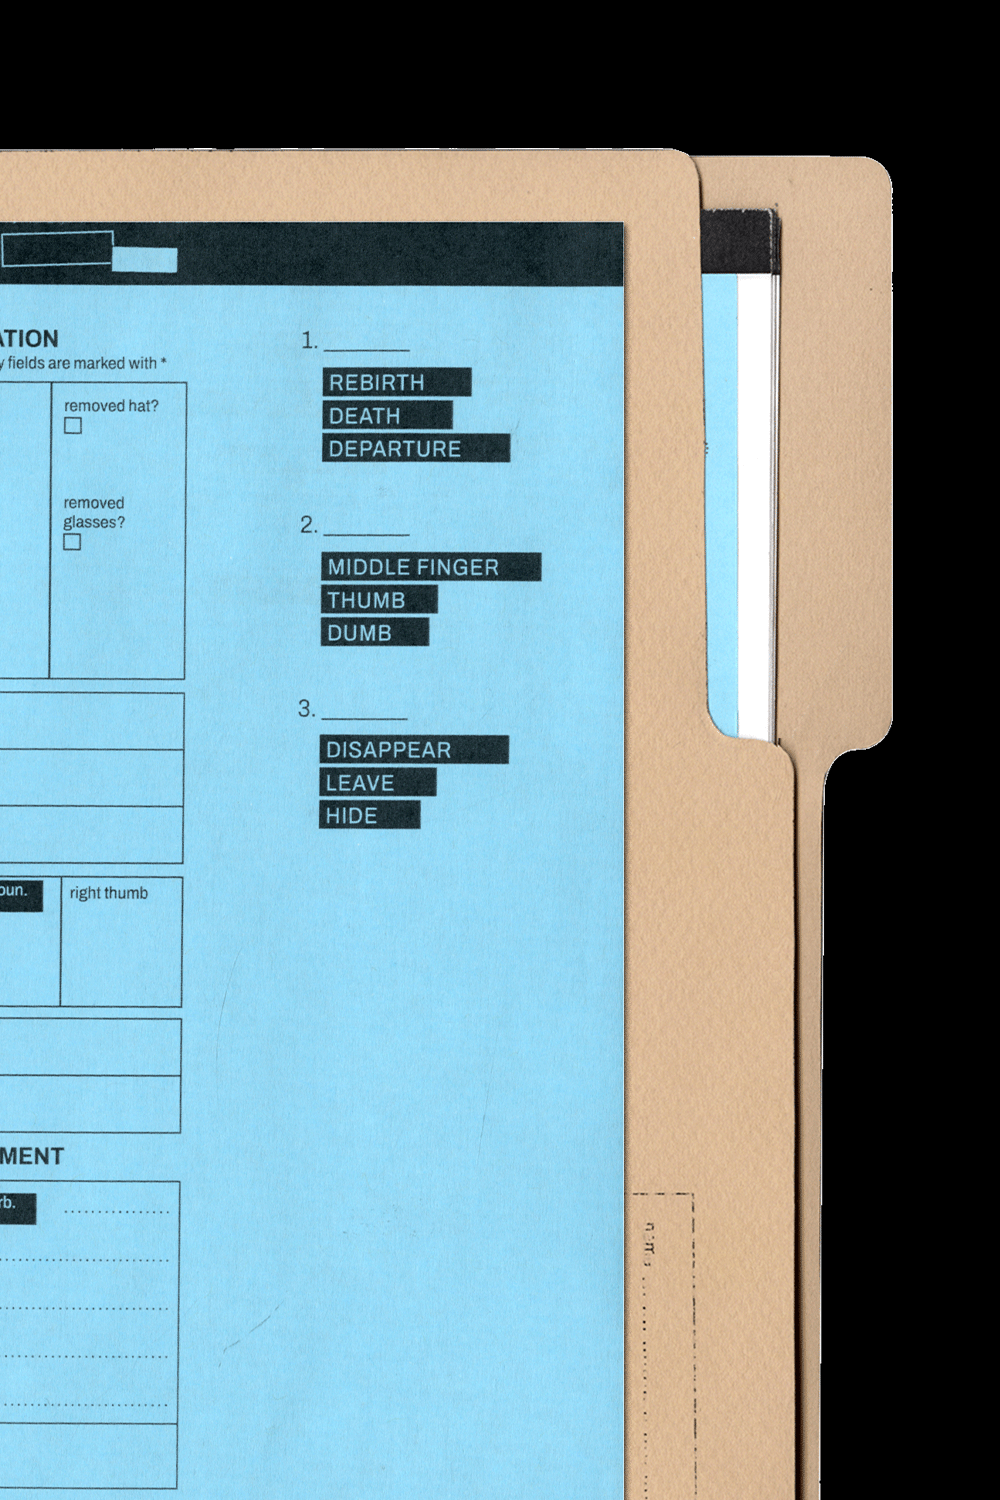 ATION
y fields are marked with *
removed hat?
removed
glasses?
oun.
right thumb
MENT
rb.
1. ______
REBIRTH
DEATH
DEPARTURE
2. ______
MIDDLE FINGER
THUMB
DUMB
3. ______
DISAPPEAR
LEAVE
HIDE
name